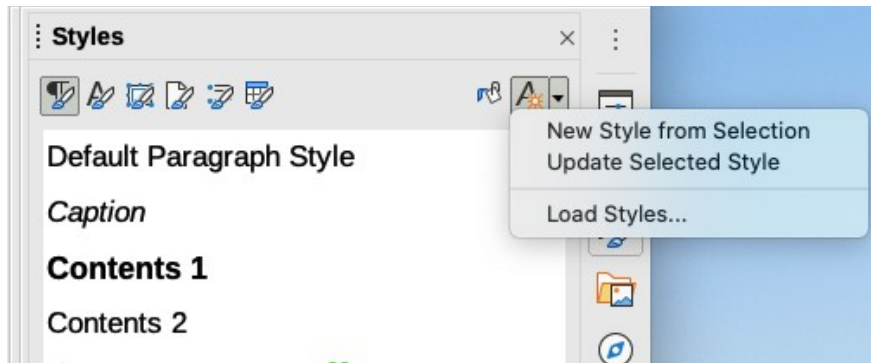 Styles
New Style from Selection
Update Selected Style
Load Styles...
Default Paragraph Style
Caption
Contents 1
Contents 2